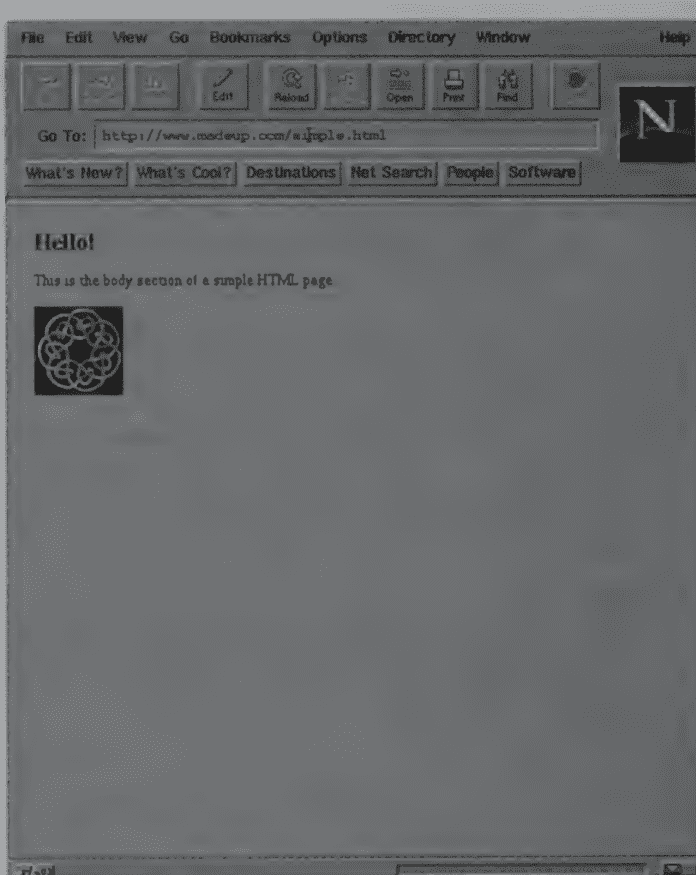 File Edit View Go Bookmarks Options Directory Window Help
Edit Reload Open Print Find
N
Go To: http://www.madeup.com/simple.html
What's New? What's Cool? Destinations Net Search People Software
Hello!
This is the body section of a simple HTML page